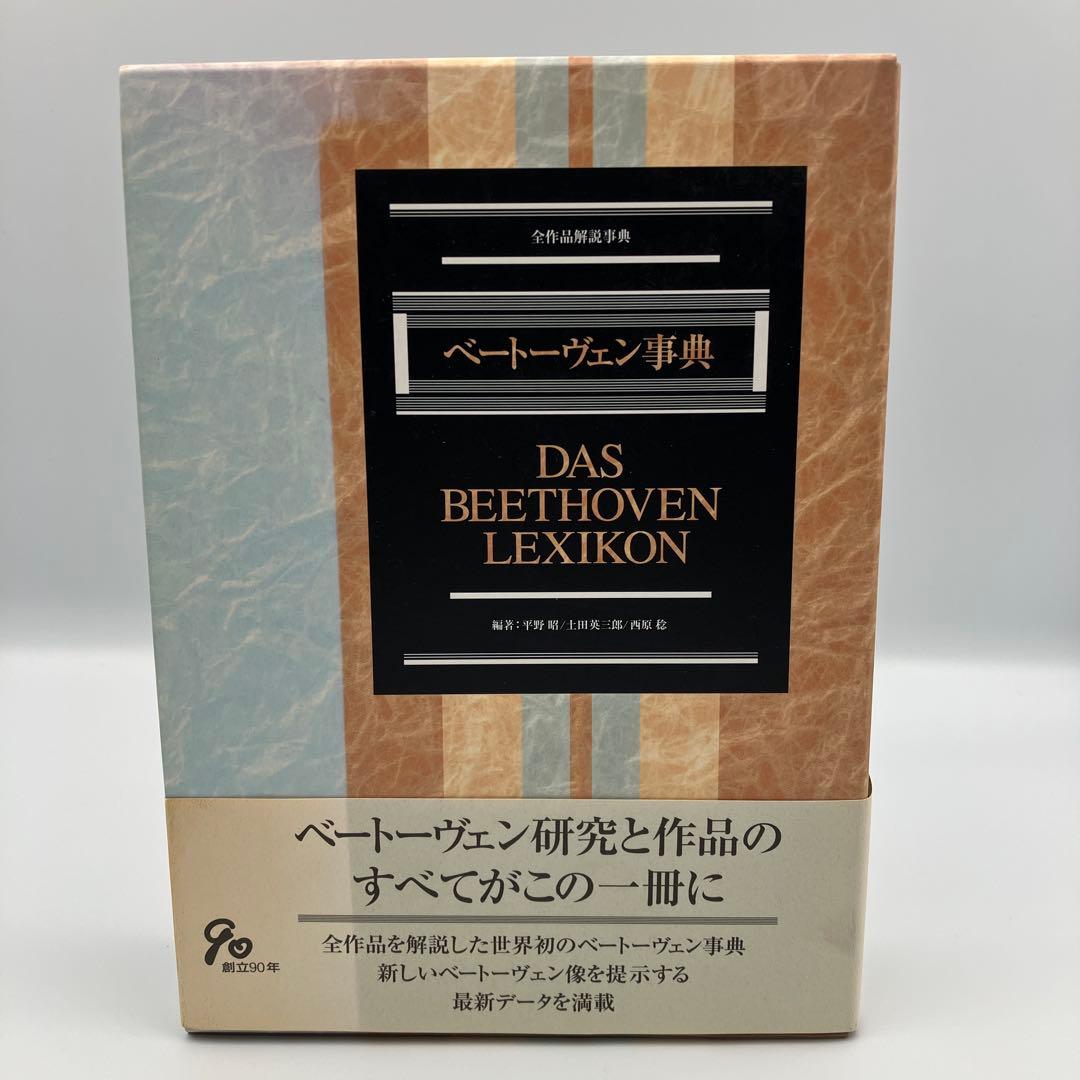 全作品解説事典
ベートーヴェン事典
DAS
BEETHOVEN
LEXIKON
編著:平野 昭/土田英三郎/西原 稔
ベートーヴェン研究と作品の
すべてがこの一冊に
全作品を解説した世界初のベートーヴェン事典
新しいベートーヴェン像を提示する
最新データを満載
90
創立90年